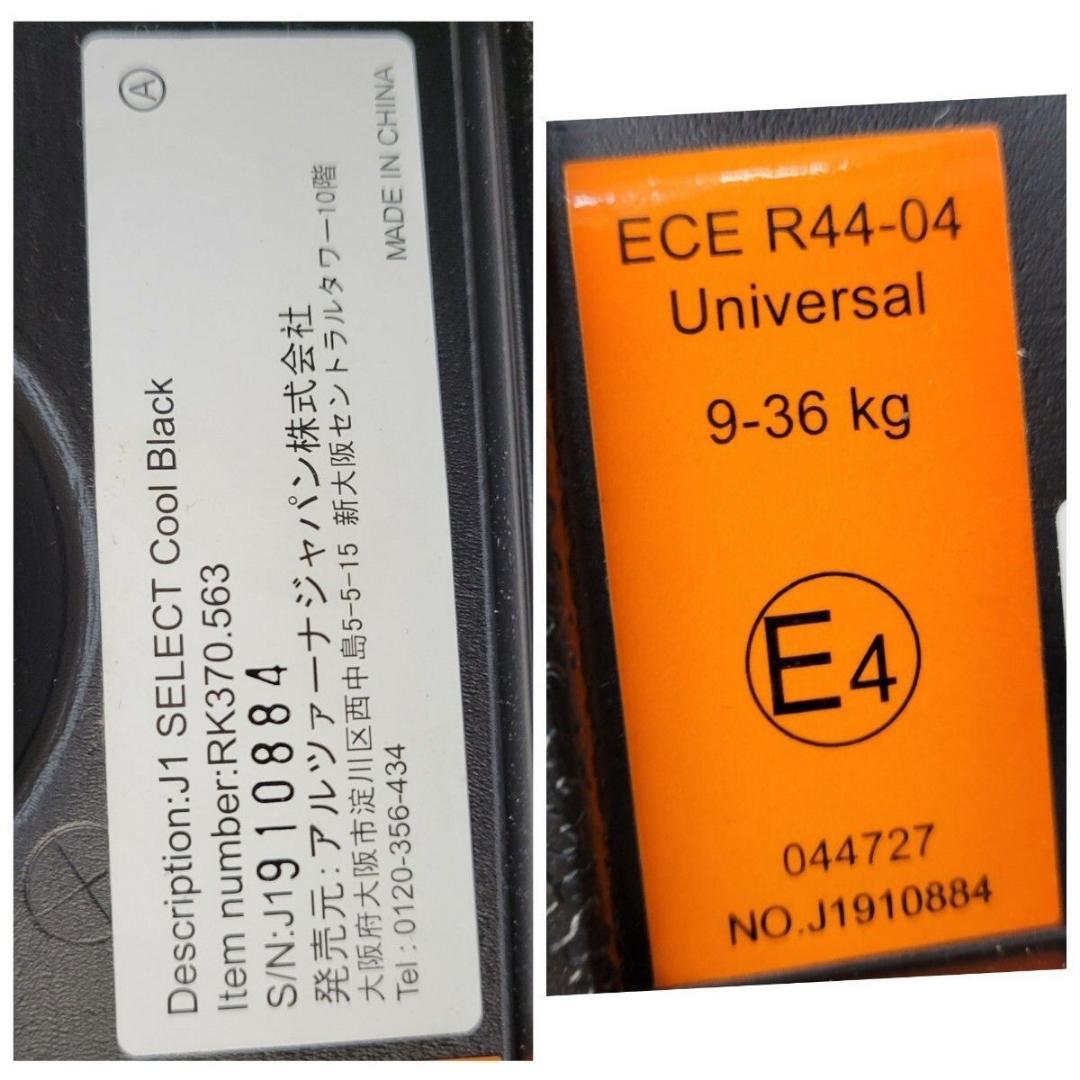 A
Description:J1 SELECT Cool Black
Item number:RK370.563
S/N:J1910884
発売元:アルツァーナジャパン株式会社
大阪府大阪市淀川区西中島5-5-15 新大阪セントラルタワー10階
Tel:0120-356-434
MADE IN CHINA
ECE R44-04
Universal
9-36 kg
E4
044727
NO.J1910884